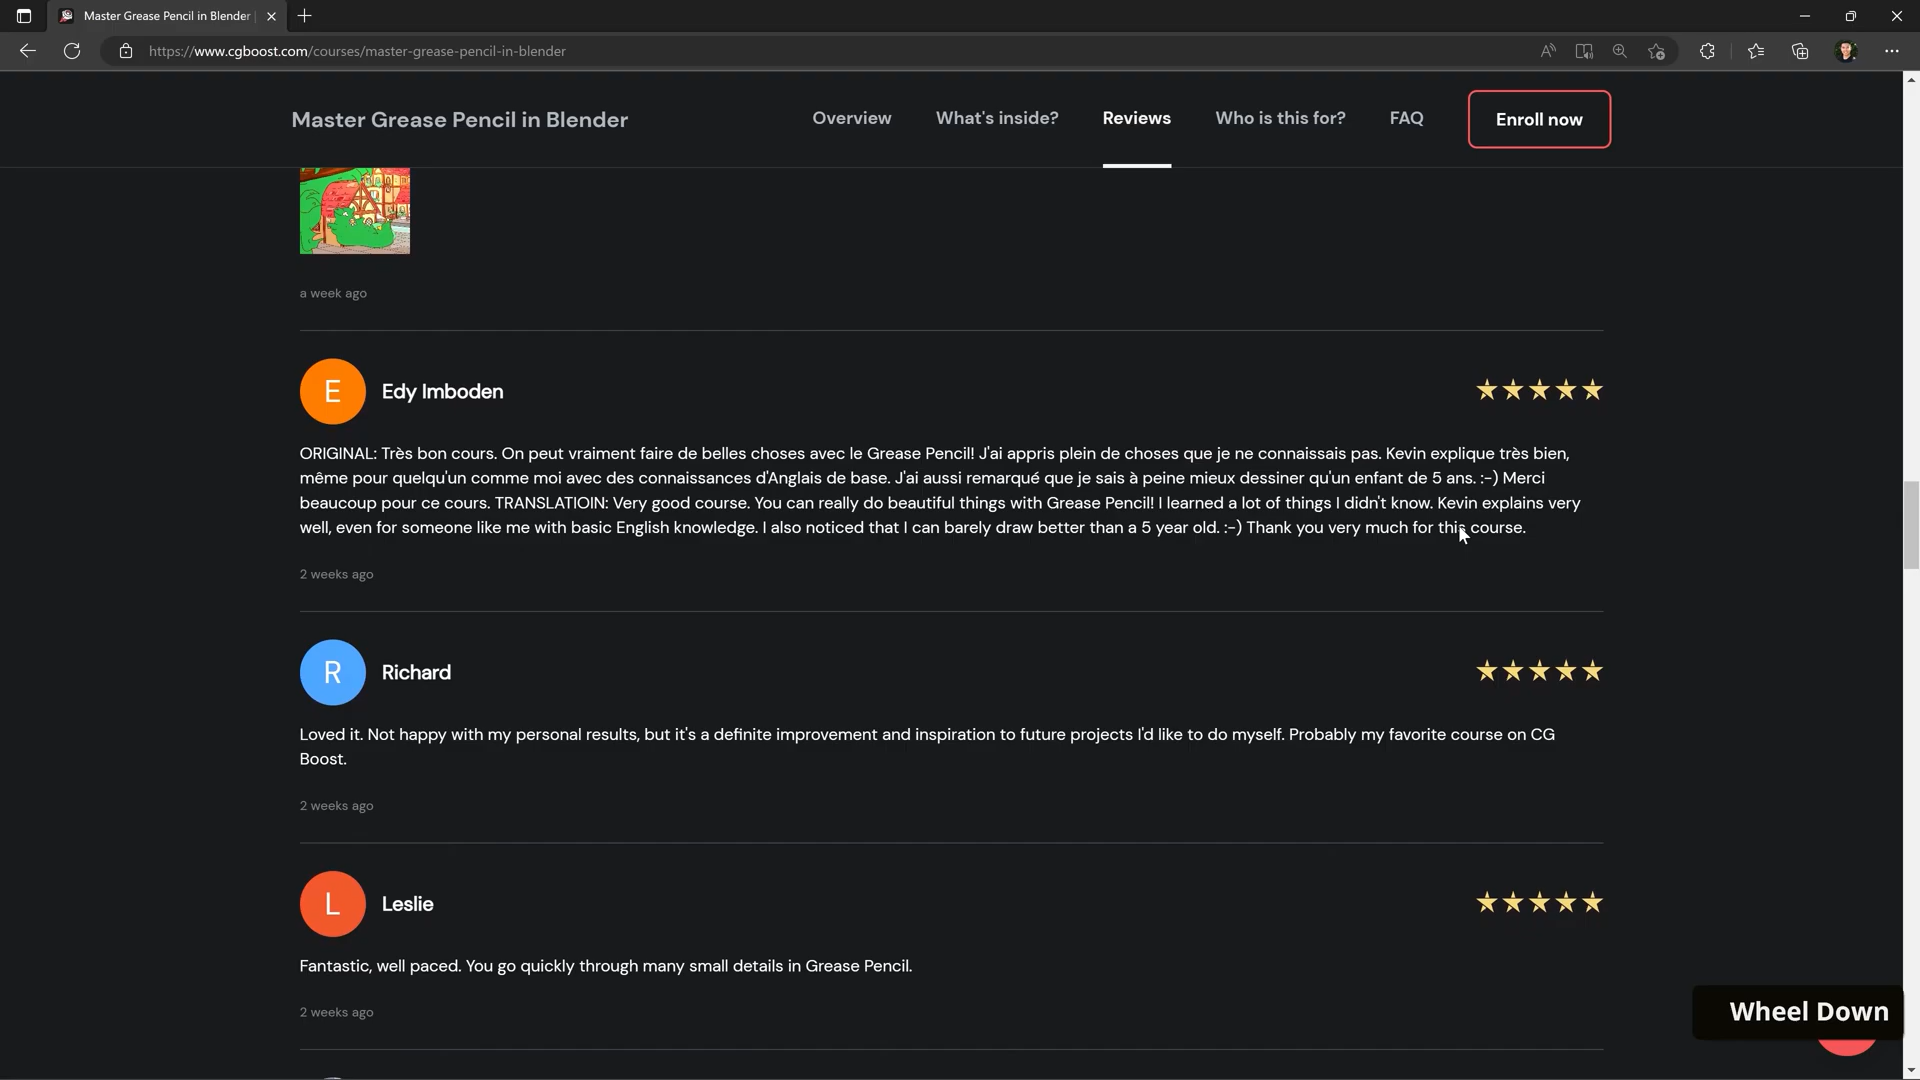 Master Grease Pencil in Blender
https://www.cgboost.com/courses/master-grease-pencil-in-blender
Master Grease Pencil in Blender
Overview
What's inside?
Reviews
Who is this for?
FAQ
Enroll now
a week ago
E
Edy Imboden
ORIGINAL: Très bon cours. On peut vraiment faire de belles choses avec le Grease Pencil! J'ai appris plein de choses que je ne connaissais pas. Kevin explique très bien,
même pour quelqu'un comme moi avec des connaissances d'Anglais de base. J'ai aussi remarqué que je sais à peine mieux dessiner qu'un enfant de 5 ans. :-) Merci
beaucoup pour ce cours. TRANSLATIOIN: Very good course. You can really do beautiful things with Grease Pencil! I learned a lot of things I didn't know. Kevin explains very
well, even for someone like me with basic English knowledge. I also noticed that I can barely draw better than a 5 year old. :-) Thank you very much for this course.
2 weeks ago
R
Richard
Loved it. Not happy with my personal results, but it's a definite improvement and inspiration to future projects I'd like to do myself. Probably my favorite course on CG
Boost.
2 weeks ago
L
Leslie
Fantastic, well paced. You go quickly through many small details in Grease Pencil.
2 weeks ago
Wheel Down